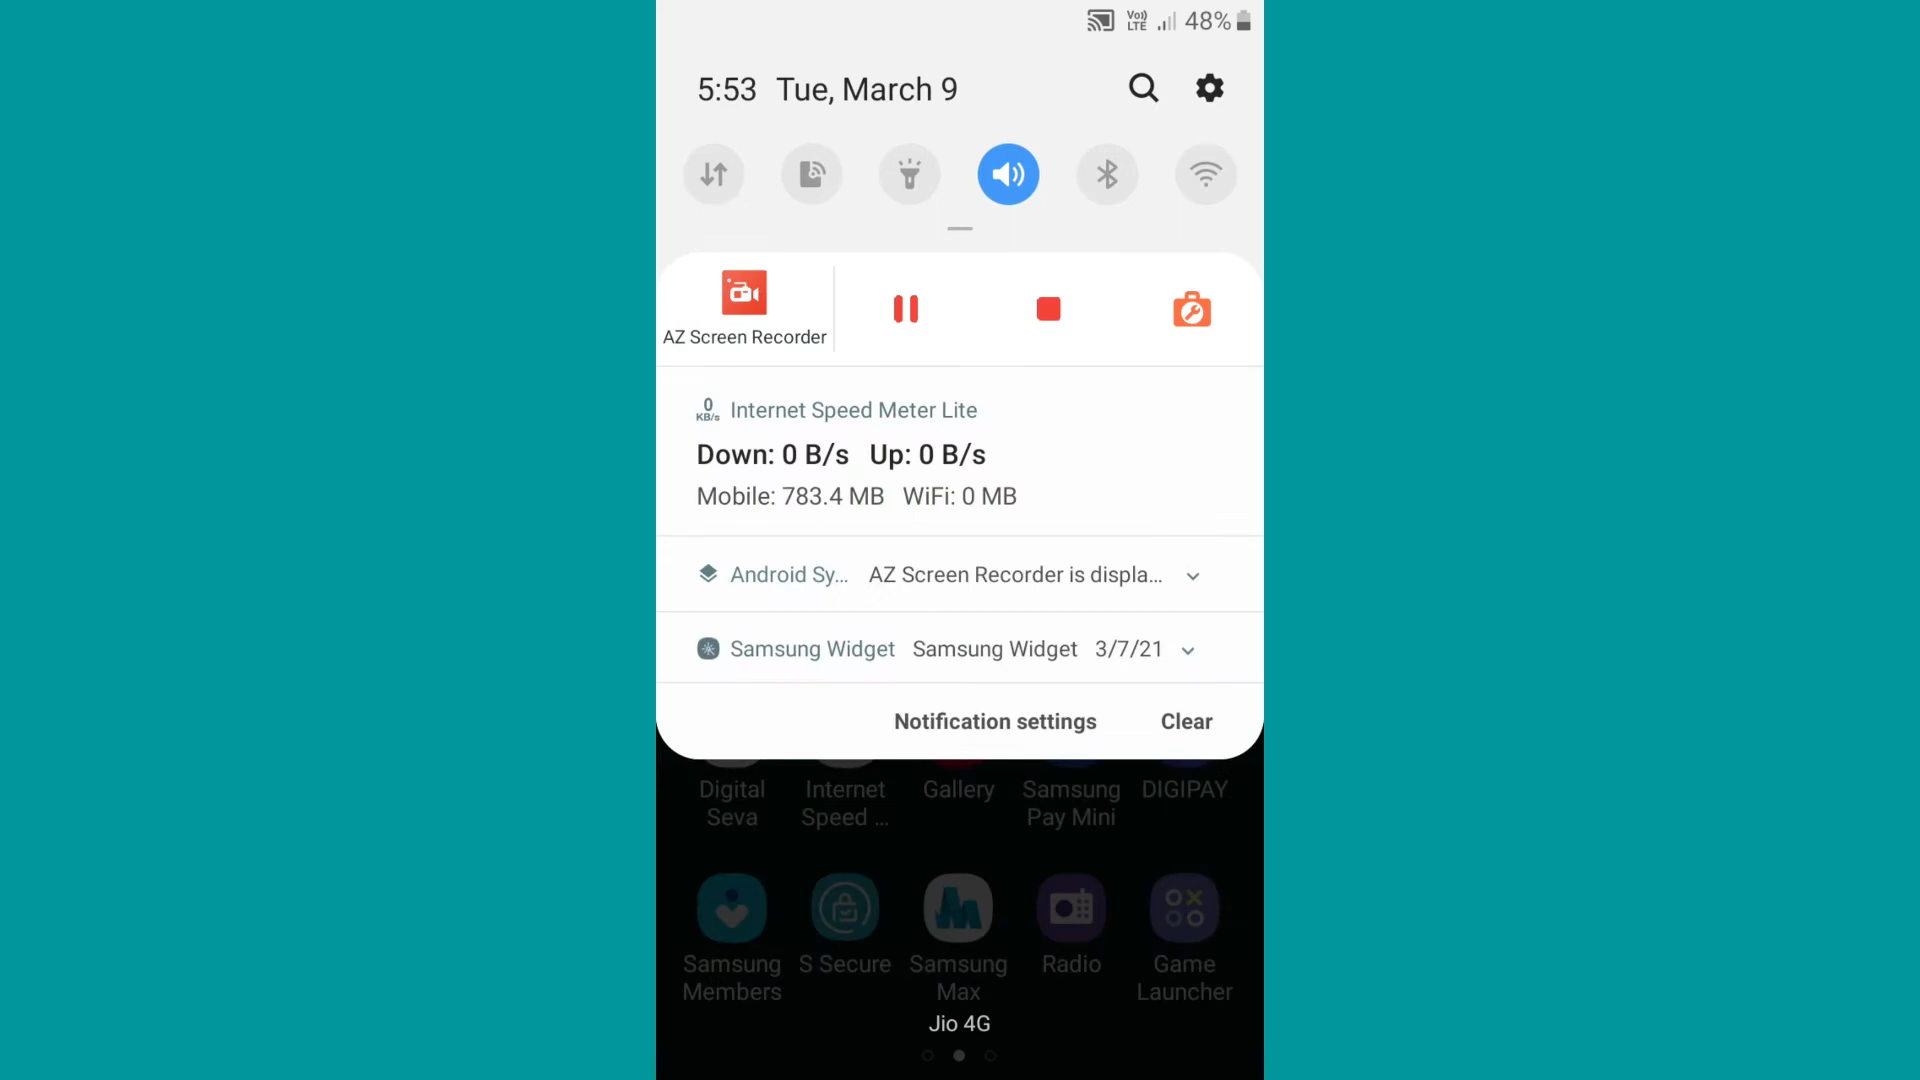 Vo)) LTE 48%
5:53 Tue, March 9
AZ Screen Recorder
0 KB/s Internet Speed Meter Lite
Down: 0 B/s Up: 0 B/s
Mobile: 783.4 MB WiFi: 0 MB
Android Sy... AZ Screen Recorder is displa...
Samsung Widget Samsung Widget 3/7/21
Notification settings Clear
Digital Seva
Internet Speed ...
Gallery
Samsung Pay Mini
DIGIPAY
Samsung Members
S Secure
Samsung Max
Radio
Game Launcher
Jio 4G